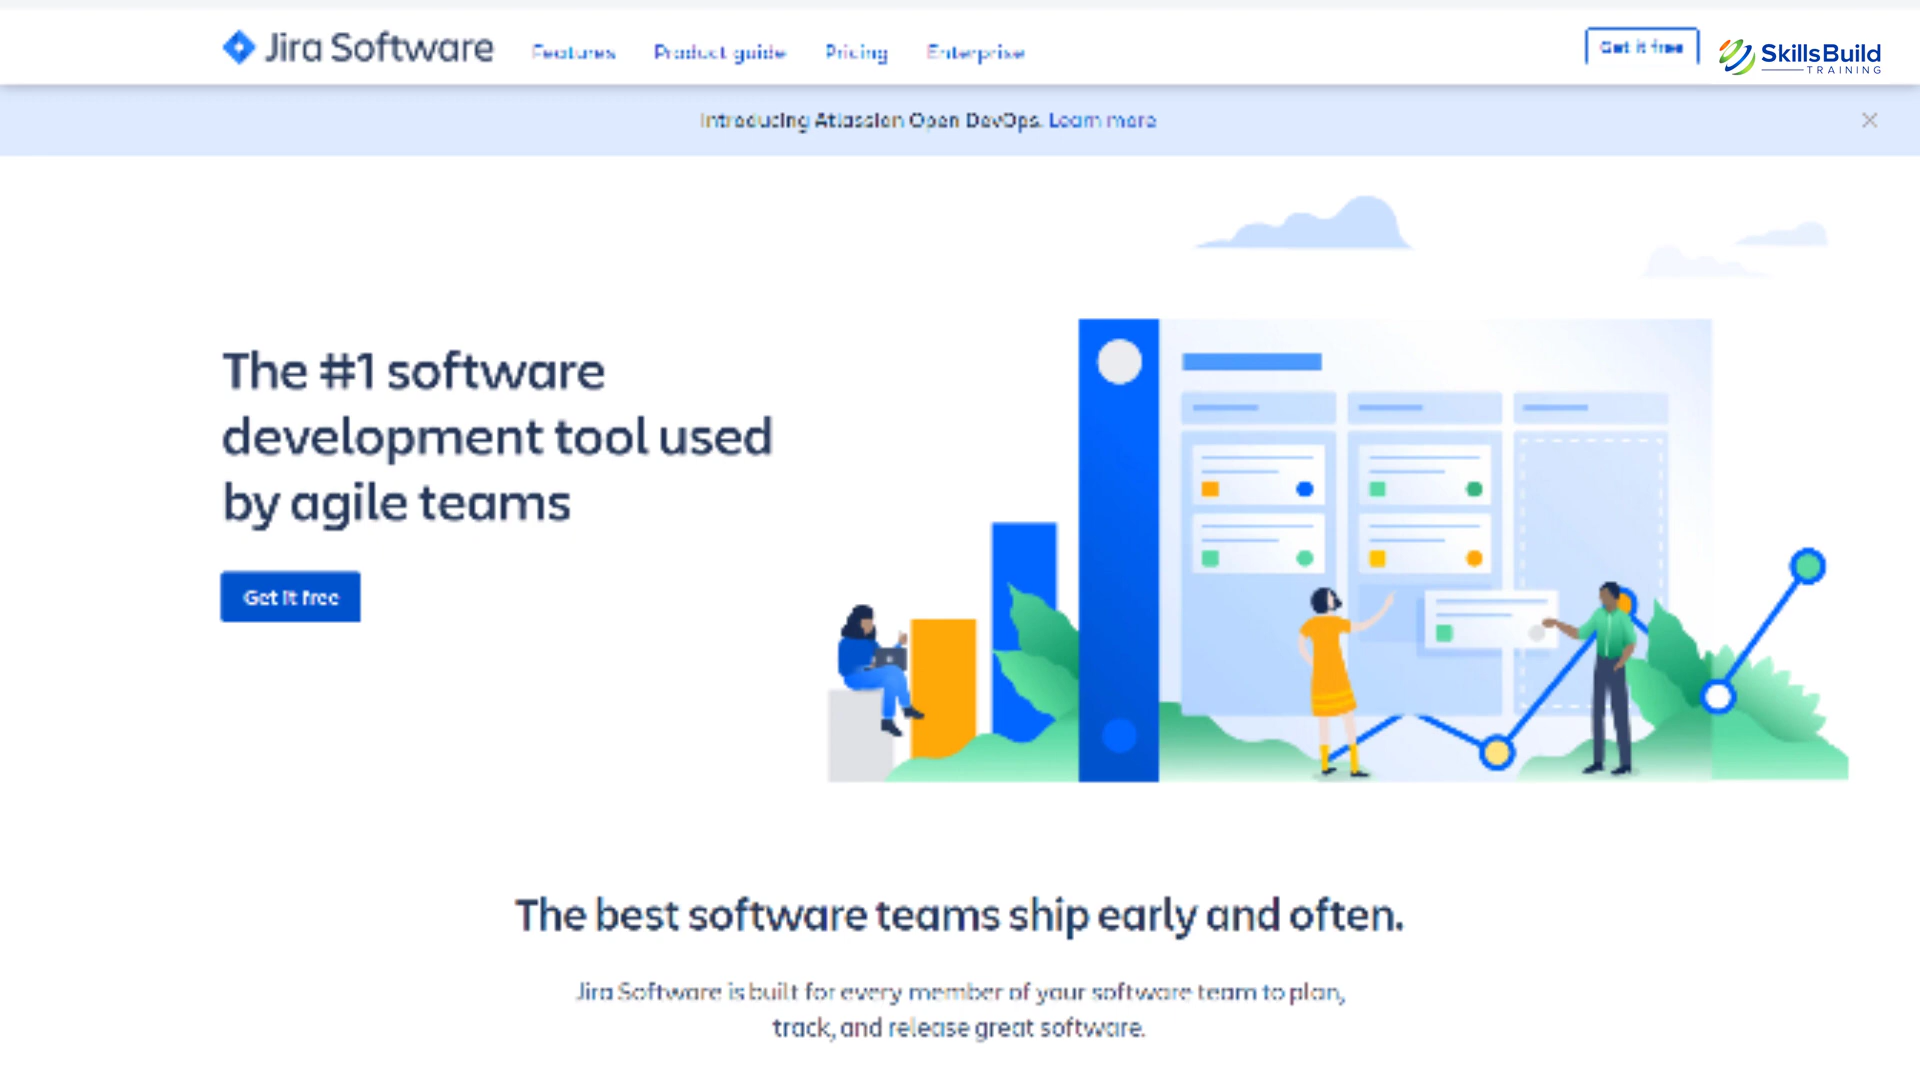 Jira Software
Features Product guide Pricing Enterprise
Get it free
SkillsBuild
TRAINING
Introducing Atlassian Open DevOps. Learn more
The #1 software
development tool used
by agile teams
Get it free
The best software teams ship early and often.
Jira Software is built for every member of your software team to plan,
track, and release great software.